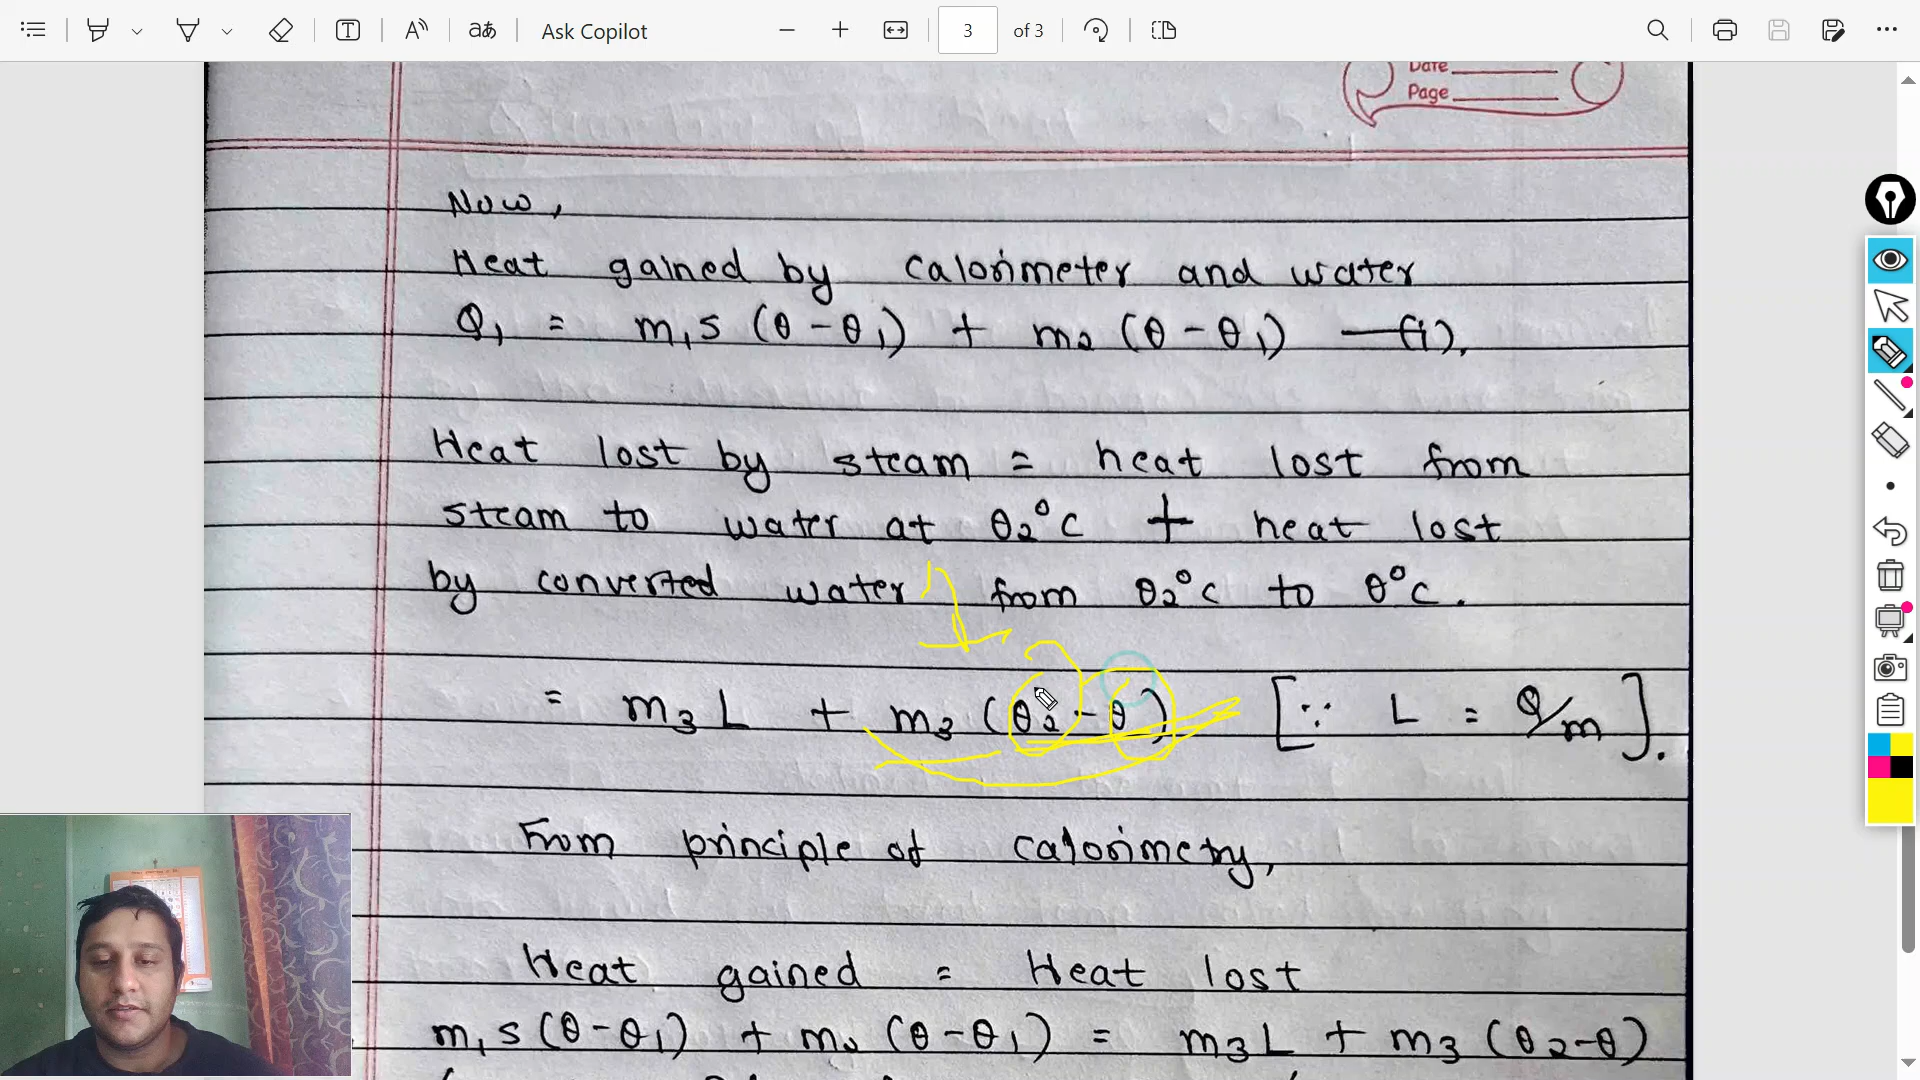 Ask Copilot
3 of 3
Date
Page
Now,
Heat gained by calorimeter and water
Q₁ = m₁s (θ - θ₁) + m₂ (θ - θ₁) —(i).
Heat lost by steam = heat lost from
steam to water at θ₂°C + heat lost
by converted water from θ₂°C to θ°C.
= m₃L + m₃ (θ₂ - θ) [∵ L = Q/m].
From principle of calorimetry,
Heat gained = Heat lost
m₁s (θ - θ₁) + m₂ (θ - θ₁) = m₃L + m₃ (θ₂ - θ)